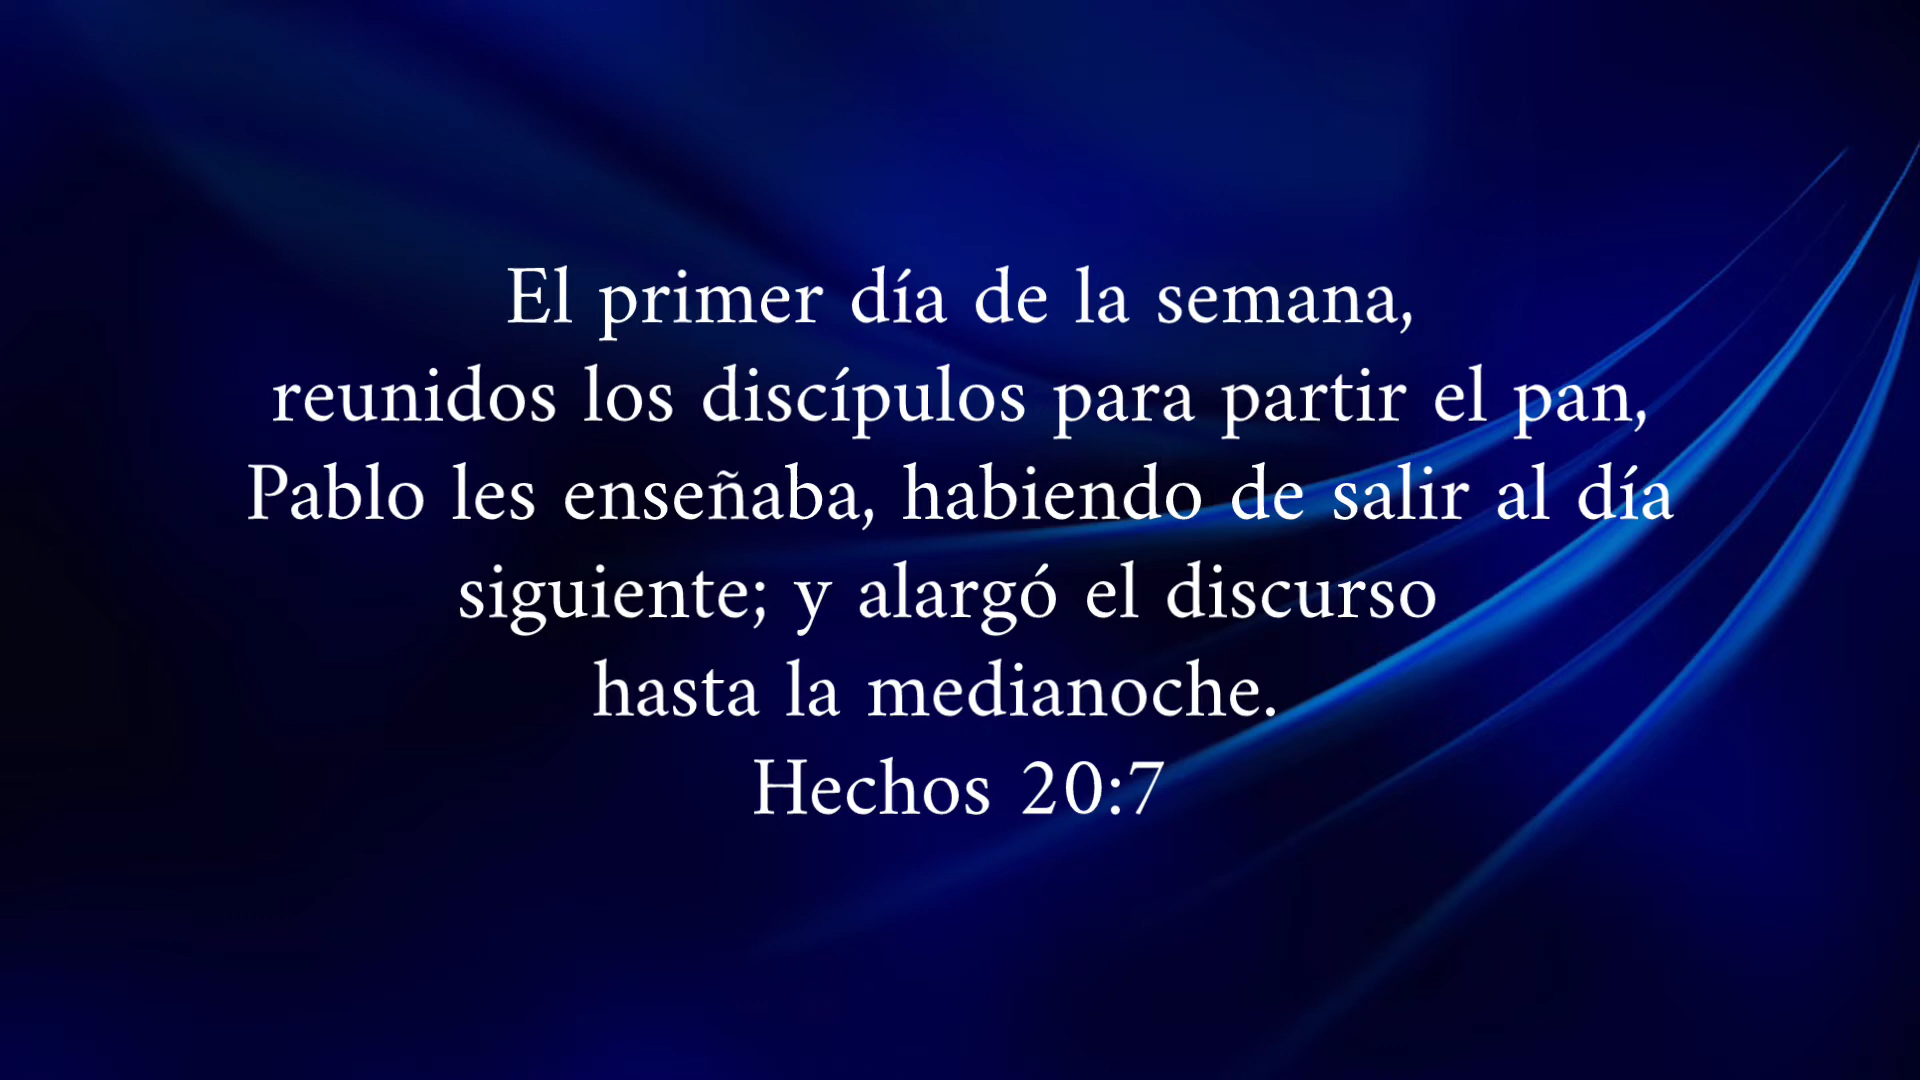 El primer día de la semana,
reunidos los discípulos para partir el pan,
Pablo les enseñaba, habiendo de salir al día
siguiente; y alargó el discurso
hasta la medianoche.
Hechos 20:7